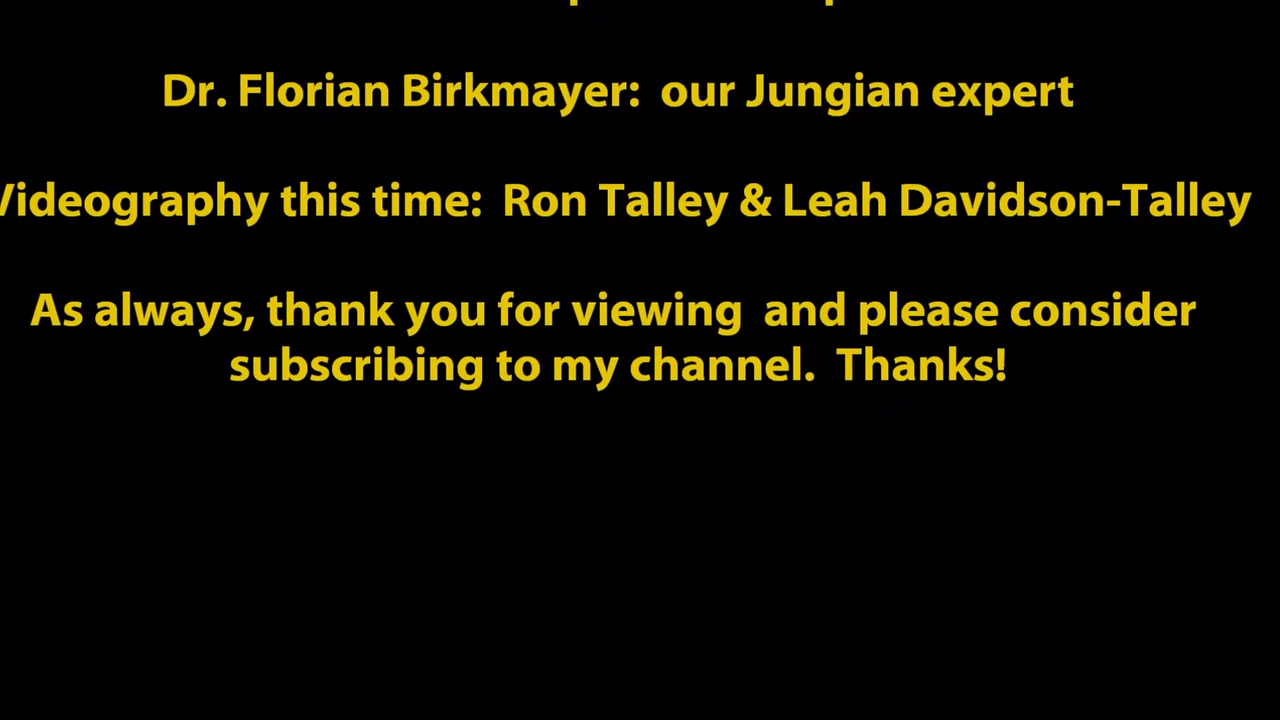 Dr. Florian Birkmayer:  our Jungian expert
Videography this time:  Ron Talley & Leah Davidson-Talley
As always, thank you for viewing  and please consider
subscribing to my channel.  Thanks!